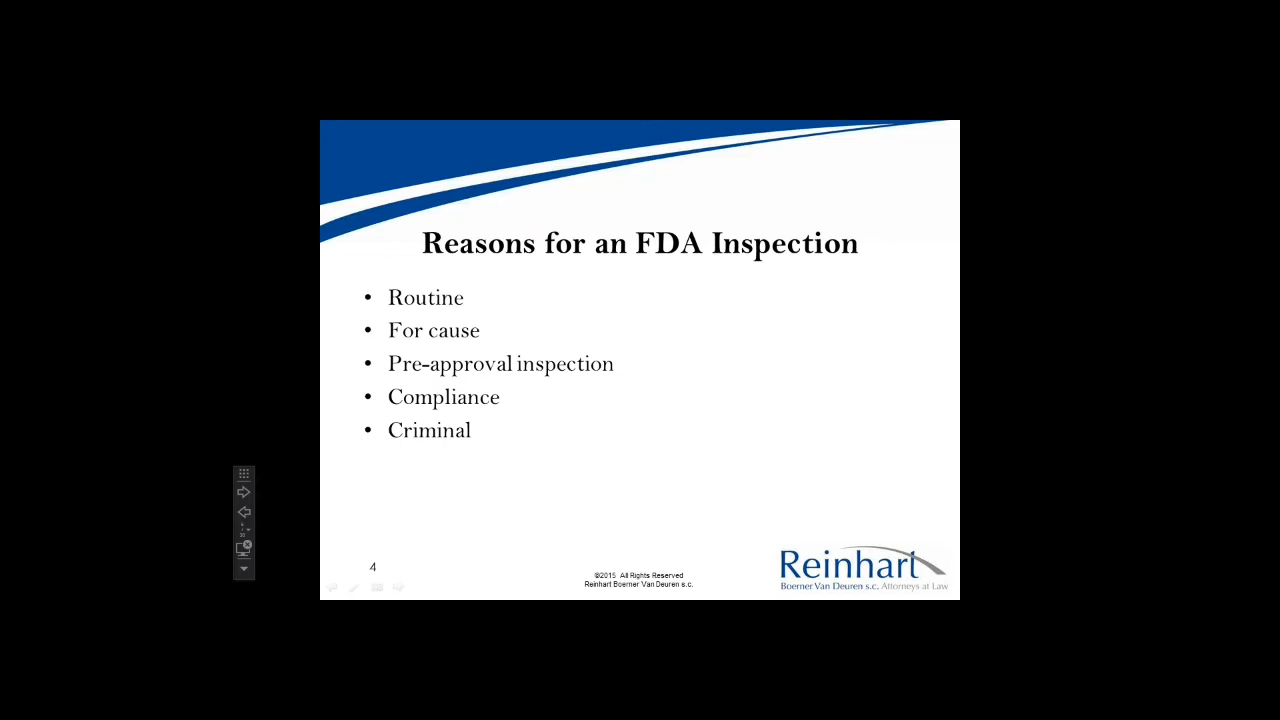 Reasons for an FDA Inspection
• Routine
• For cause
• Pre-approval inspection
• Compliance
• Criminal
4
©2015 All Rights Reserved
Reinhart Boerner Van Deuren s.c.
Reinhart
Boerner Van Deuren s.c. Attorneys at Law